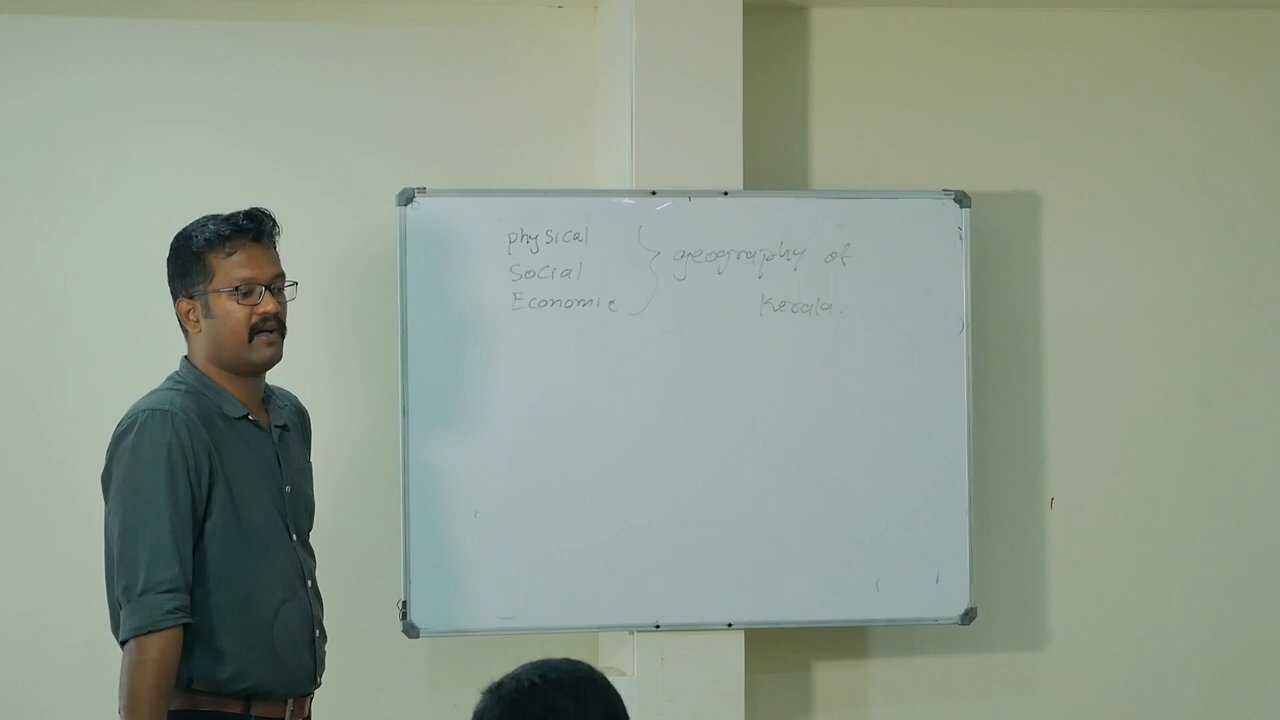 physical
Social
Economic
} geography of
Kerala.